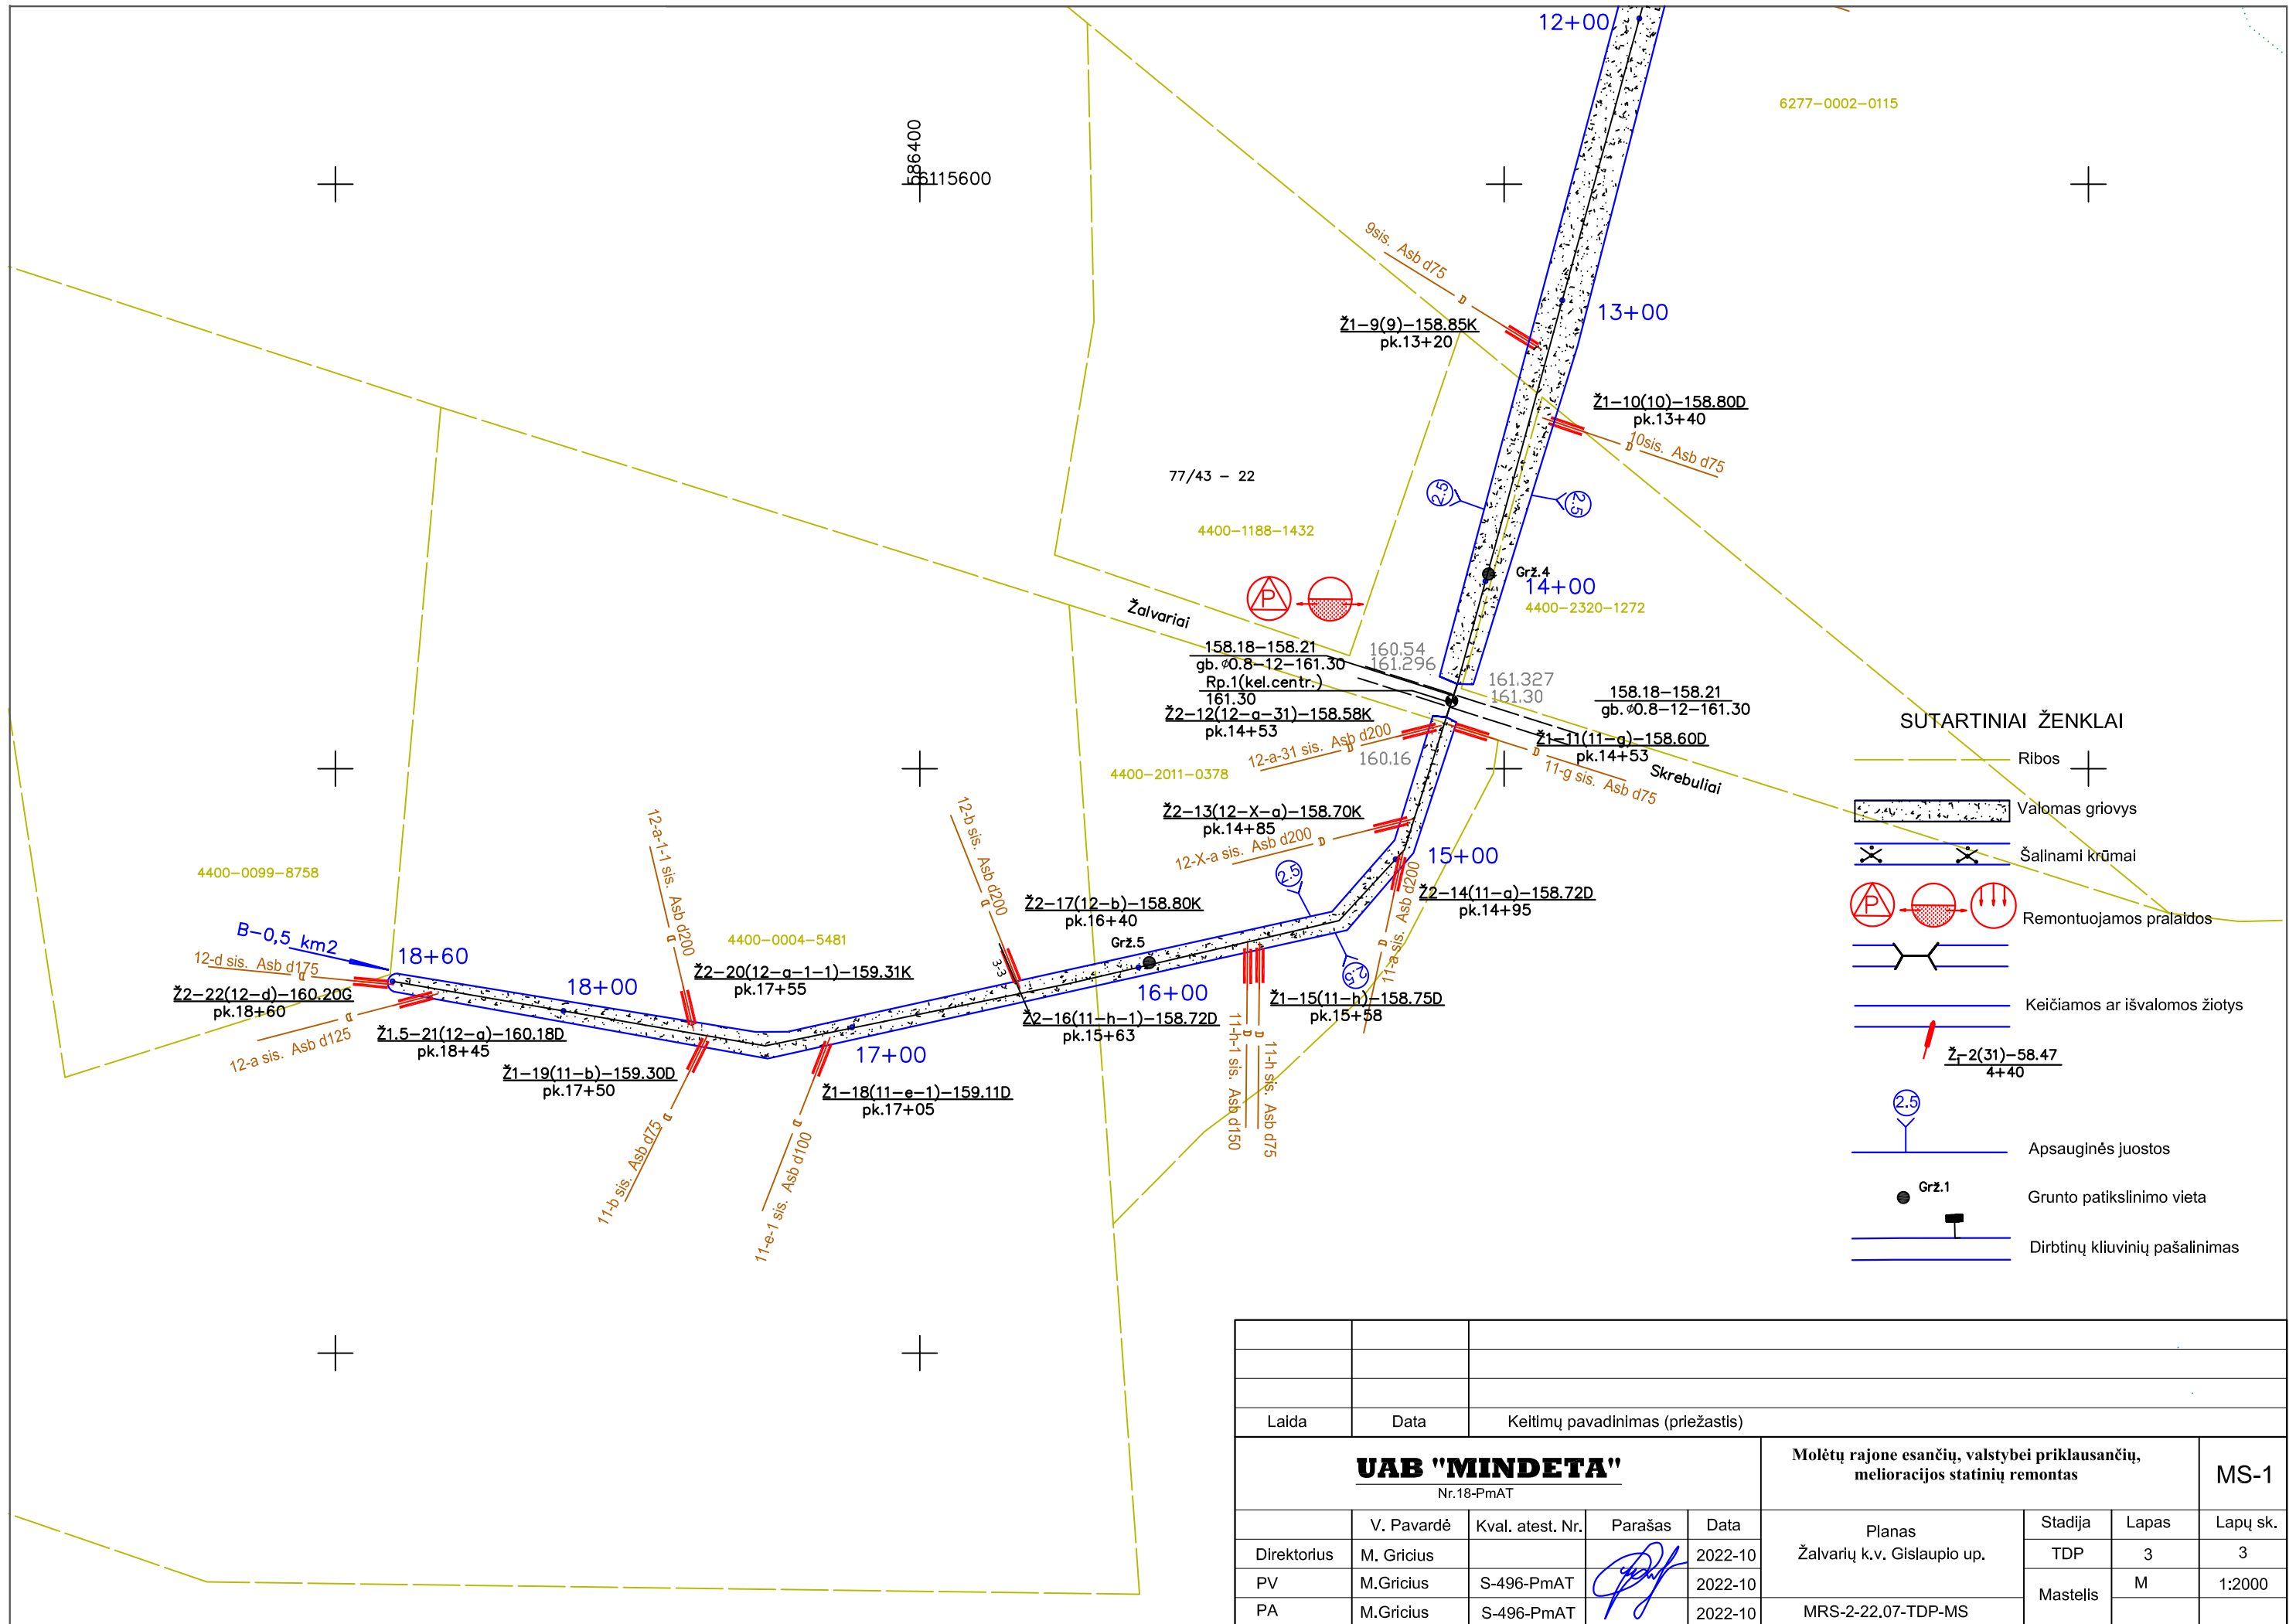 12+00
6277-0002-0115
586400
6115600
9sis. Asb d75
D
13+00
Ž1-9(9)-158.85K
pk.13+20
Ž1-10(10)-158.80D
pk.13+40
10sis. Asb d75
D
77/43 - 22
2.5
2.5
4400-1188-1432
Grž.4
14+00
4400-2320-1272
P
Žalvariai
158.18-158.21
gb.ø0.8-12-161.30
160.54
161.296
Rp.1(kel.centr.)
161.30
161.327
161.30
158.18-158.21
gb.ø0.8-12-161.30
Ž2-12(12-a-31)-158.58K
pk.14+53
12-a-31 sis. Asb d200
D
160.16
Ž1-11(11-g)-158.60D
pk.14+53
D
11-g sis. Asb d75
Skrebuliai
4400-2011-0378
Ž2-13(12-X-a)-158.70K
pk.14+85
12-X-a sis. Asb d200
D
15+00
2.5
Ž2-14(11-a)-158.72D
pk.14+95
11-a sis. Asb d200
D
12-b sis. Asb d200
D
12-a-1-1 sis. Asb d200
D
4400-0099-8758
Ž2-17(12-b)-158.80K
pk.16+40
Grž.5
4400-0004-5481
B-0,5 km2
18+60
12-d sis. Asb d175
D
Ž2-22(12-d)-160.20G
pk.18+60
18+00
Ž2-20(12-a-1-1)-159.31K
pk.17+55
3-3
16+00
2.5
Ž1-15(11-h)-158.75D
pk.15+58
Ž2-16(11-h-1)-158.72D
pk.15+63
12-a sis. Asb d125
D
Ž1.5-21(12-a)-160.18D
pk.18+45
17+00
Ž1-19(11-b)-159.30D
pk.17+50
Ž1-18(11-e-1)-159.11D
pk.17+05
11-b sis. Asb d75
D
11-e-1 sis. Asb d100
D
11-h-1 sis. Asb d150
D
11-h sis. Asb d75
D
SUTARTINIAI ŽENKLAI
Ribos
Valomas griovys
Šalinami krūmai
P
Remontuojamos pralaidos
Keičiamos ar išvalomos žiotys
Ž1-2(31)-58.47
4+40
2.5
Apsauginės juostos
Grž.1
Grunto patikslinimo vieta
Dirbtinų kliuvinių pašalinimas
Laida Data Keitimų pavadinimas (priežastis)
UAB "MINDETA"
Nr.18-PmAT
Molėtų rajone esančių, valstybei priklausančių,
melioracijos statinių remontas
MS-1
V. Pavardė Kval. atest. Nr. Parašas Data
Planas
Žalvarių k.v. Gislaupio up.
Stadija Lapas Lapų sk.
Direktorius M. Gricius 2022-10
TDP 3 3
PV M.Gricius S-496-PmAT 2022-10
Mastelis M 1:2000
PA M.Gricius S-496-PmAT 2022-10
MRS-2-22.07-TDP-MS